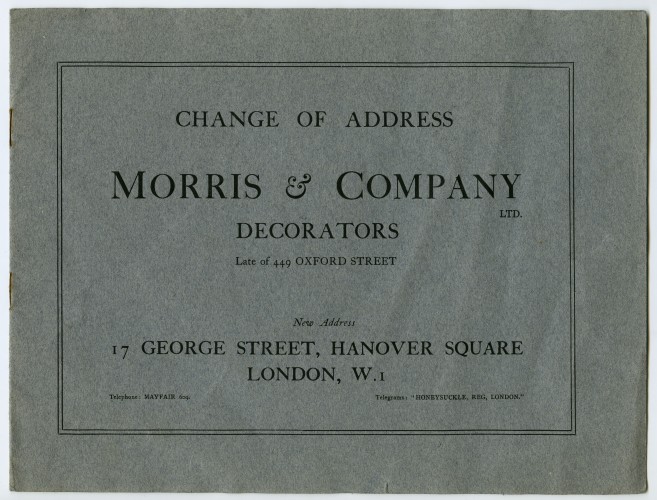 CHANGE OF ADDRESS
MORRIS & COMPANY
LTD.
DECORATORS
Late of 449 OXFORD STREET
New Address
17 GEORGE STREET, HANOVER SQUARE
LONDON, W.1
Telephone: MAYFAIR
Telegrams: "HONEYSUCKLE, REG, LONDON."